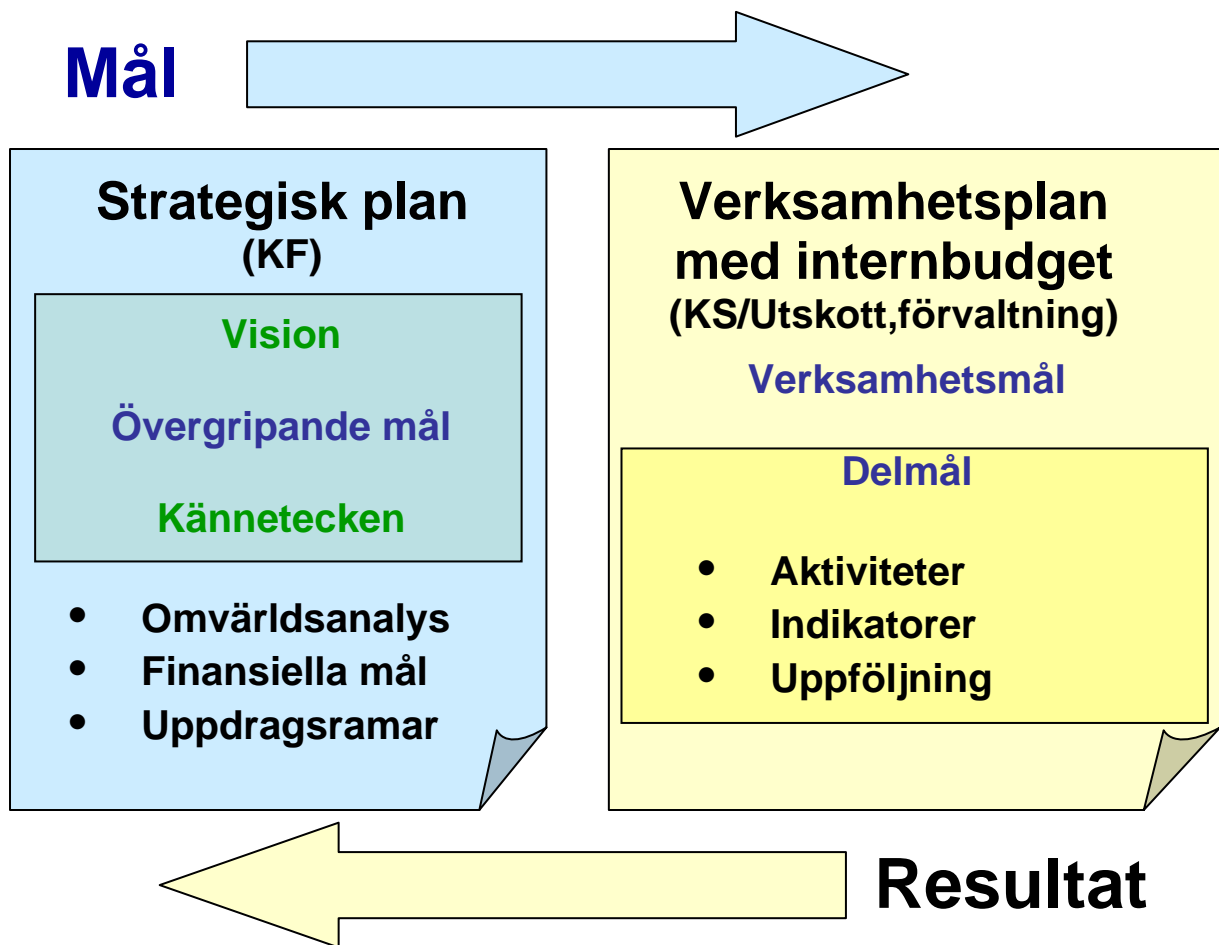 Mål
Strategisk plan
(KF)
Vision
Övergripande mål
Kännetecken
• Omvärldsanalys
• Finansiella mål
• Uppdragsramar
Verksamhetsplan
med internbudget
(KS/Utskott,förvaltning)
Verksamhetsmål
Delmål
• Aktiviteter
• Indikatorer
• Uppföljning
Resultat